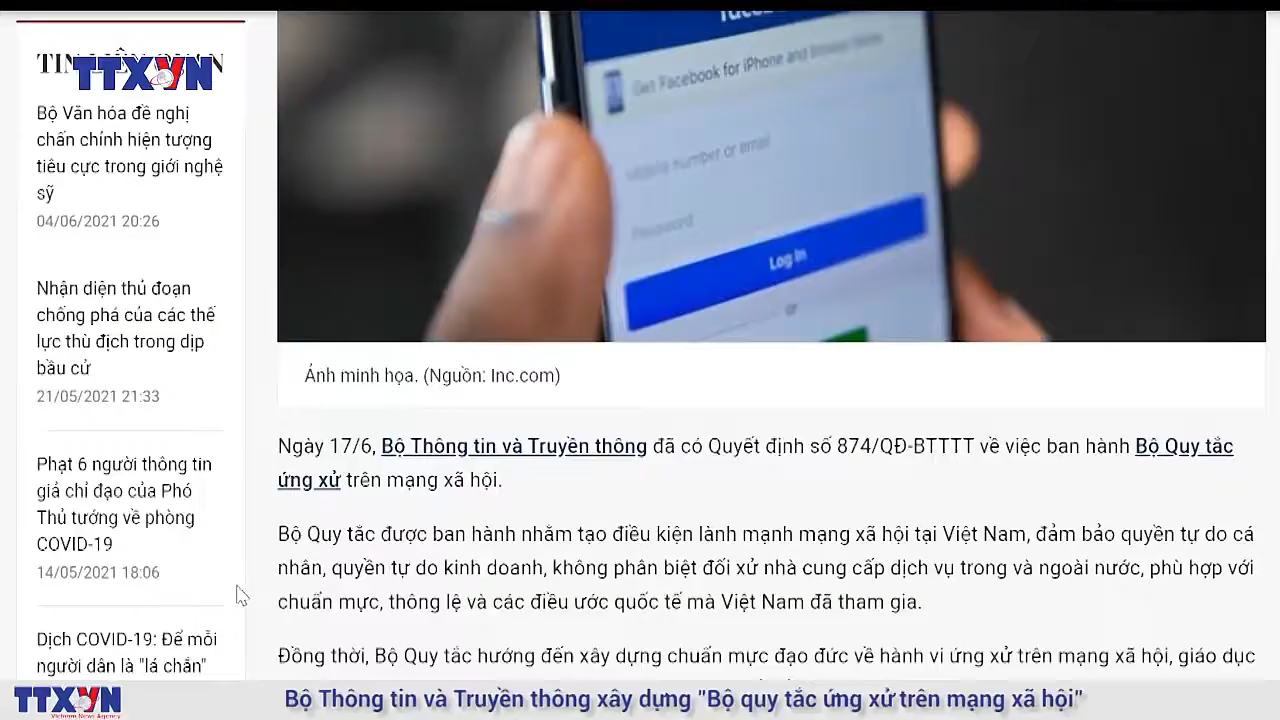 TTXVN
Bộ Văn hóa đề nghị
chấn chỉnh hiện tượng
tiêu cực trong giới nghệ
sỹ
04/06/2021 20:26
Nhận diện thủ đoạn
chống phá của các thế
lực thù địch trong dịp
bầu cử
21/05/2021 21:33
Phạt 6 người thông tin
giả chỉ đạo của Phó
Thủ tướng về phòng
COVID-19
14/05/2021 18:06
Dịch COVID-19: Để mỗi
người dân là "lá chắn"
Get Facebook for iPhone and
Mobile number or email
Password
Log In
or
Ảnh minh họa. (Nguồn: Inc.com)
Ngày 17/6, Bộ Thông tin và Truyền thông đã có Quyết định số 874/QĐ-BTTTT về việc ban hành Bộ Quy tắc
ứng xử trên mạng xã hội.
Bộ Quy tắc được ban hành nhằm tạo điều kiện lành mạnh mạng xã hội tại Việt Nam, đảm bảo quyền tự do cá
nhân, quyền tự do kinh doanh, không phân biệt đối xử nhà cung cấp dịch vụ trong và ngoài nước, phù hợp với
chuẩn mực, thông lệ và các điều ước quốc tế mà Việt Nam đã tham gia.
Đồng thời, Bộ Quy tắc hướng đến xây dựng chuẩn mực đạo đức về hành vi ứng xử trên mạng xã hội, giáo dục
TTXVN
Vietnam News Agency
Bộ Thông tin và Truyền thông xây dựng "Bộ quy tắc ứng xử trên mạng xã hội"